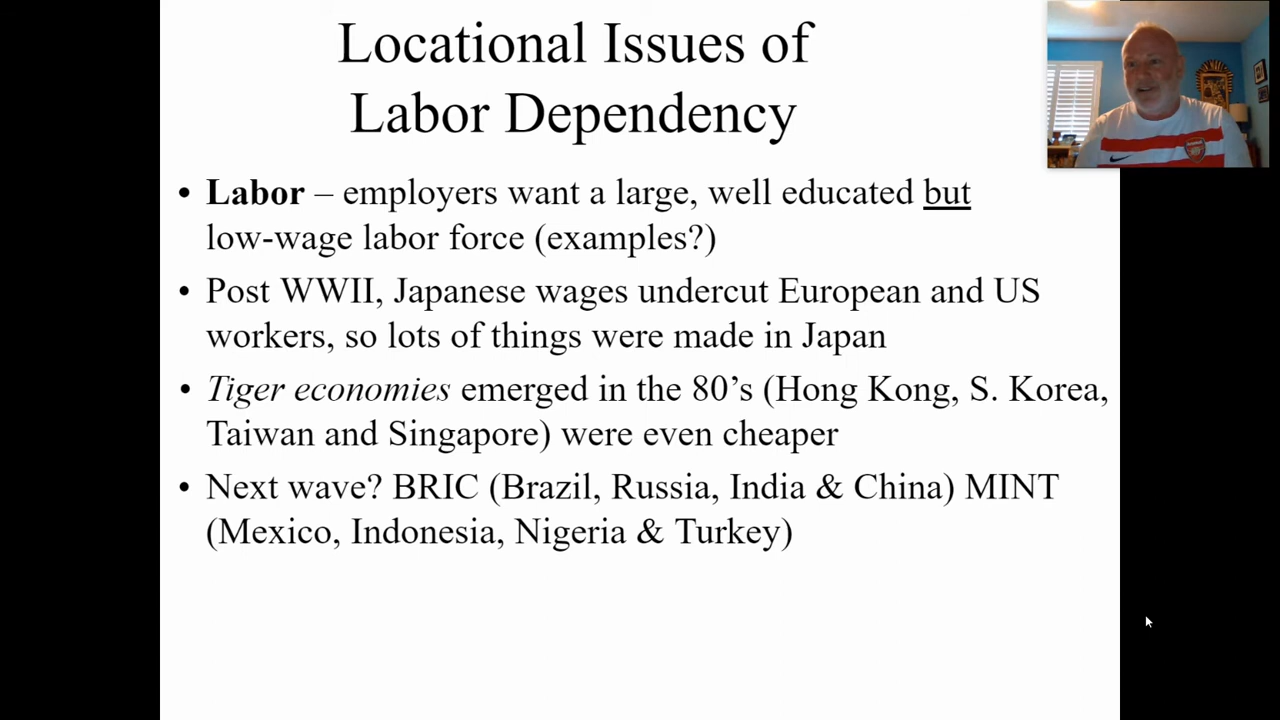 Locational Issues of
Labor Dependency
• Labor – employers want a large, well educated but
low-wage labor force (examples?)
• Post WWII, Japanese wages undercut European and US
workers, so lots of things were made in Japan
• Tiger economies emerged in the 80’s (Hong Kong, S. Korea,
Taiwan and Singapore) were even cheaper
• Next wave? BRIC (Brazil, Russia, India & China) MINT
(Mexico, Indonesia, Nigeria & Turkey)